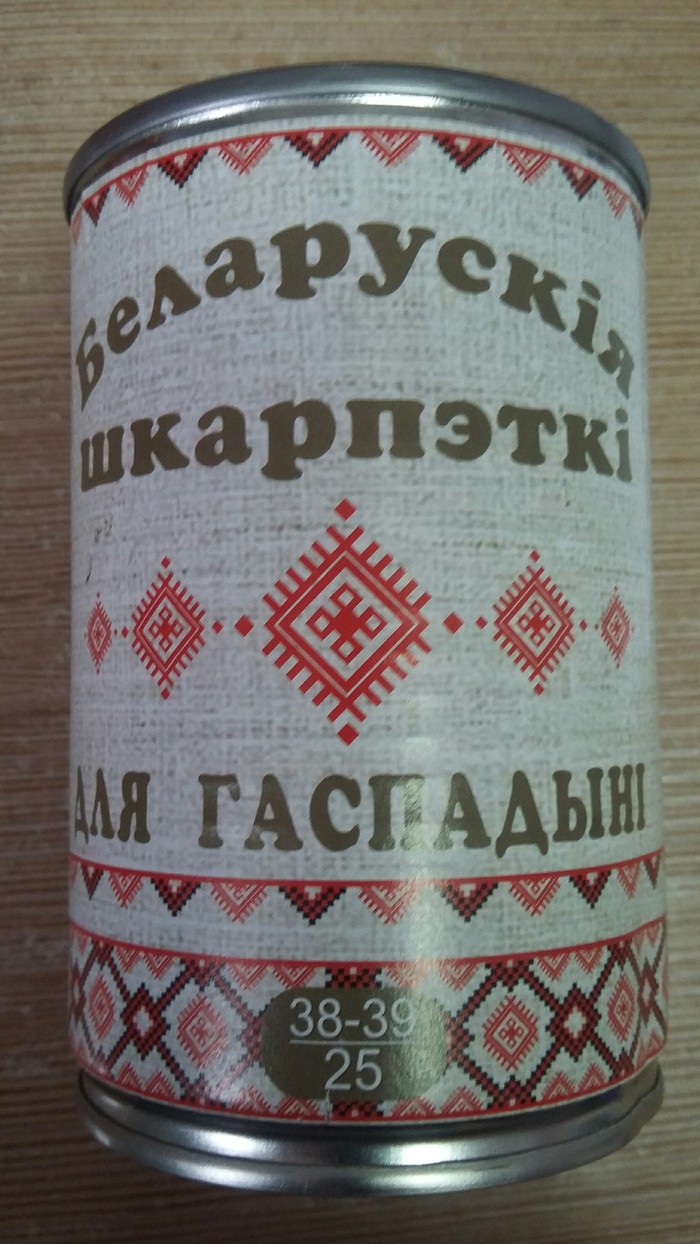 Беларускія
шкарпэткі
ДЛЯ ГАСПАДЫНІ
38-39
25